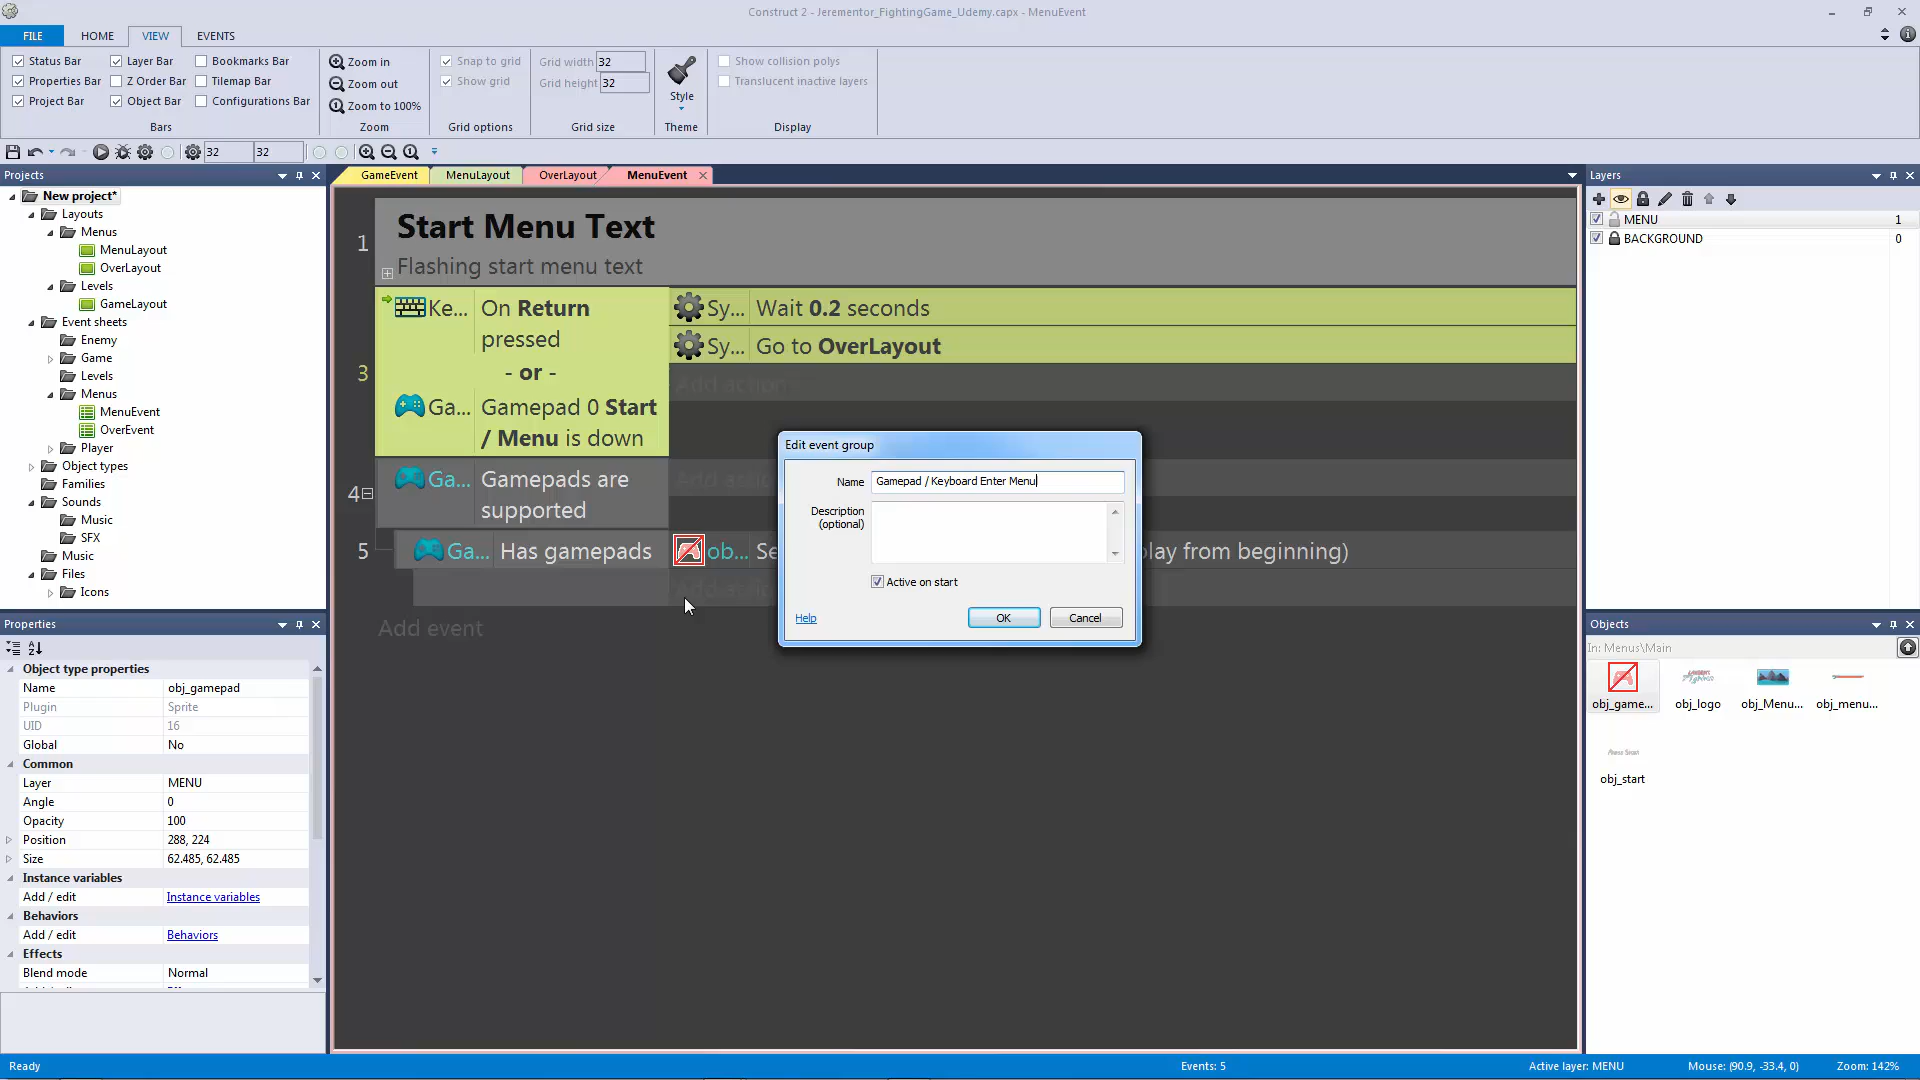 Construct 2 - Jerementor_FightingGame_Udemy.capx - MenuEvent
FILE HOME VIEW EVENTS
Status Bar Layer Bar Bookmarks Bar
Properties Bar Z Order Bar Tilemap Bar
Project Bar Object Bar Configurations Bar
Bars
Zoom in
Zoom out
Zoom to 100%
Zoom
Snap to grid
Show grid
Grid options
Grid width 32
Grid height 32
Grid size
Style
Theme
Show collision polys
Translucent inactive layers
Display
32 32
Projects
New project*
Layouts
Menus
MenuLayout
OverLayout
Levels
GameLayout
Event sheets
Enemy
Game
Levels
Menus
MenuEvent
OverEvent
Player
Object types
Families
Sounds
Music
SFX
Music
Files
Icons
Properties
Object type properties
Name obj_gamepad
Plugin Sprite
UID 16
Global No
Common
Layer MENU
Angle 0
Opacity 100
Position 288, 224
Size 62.485, 62.485
Instance variables
Add / edit Instance variables
Behaviors
Add / edit Behaviors
Effects
Blend mode Normal
GameEvent MenuLayout OverLayout MenuEvent
1 Start Menu Text
Flashing start menu text
3 Ke... On Return pressed
- or -
Ga... Gamepad 0 Start / Menu is down
Sy... Wait 0.2 seconds
Sy... Go to OverLayout
Add action
4 Ga... Gamepads are supported
5 Ga... Has gamepads ob... Se
lay from beginning)
Add event
Edit event group
Name Gamepad / Keyboard Enter Menu
Description (optional)
Active on start
Help OK Cancel
Layers
MENU 1
BACKGROUND 0
Objects
In: Menus\Main
obj_game... obj_logo obj_Menu... obj_menu...
obj_start
Ready Events: 5 Active layer: MENU Mouse: (90.9, -33.4, 0) Zoom: 142%